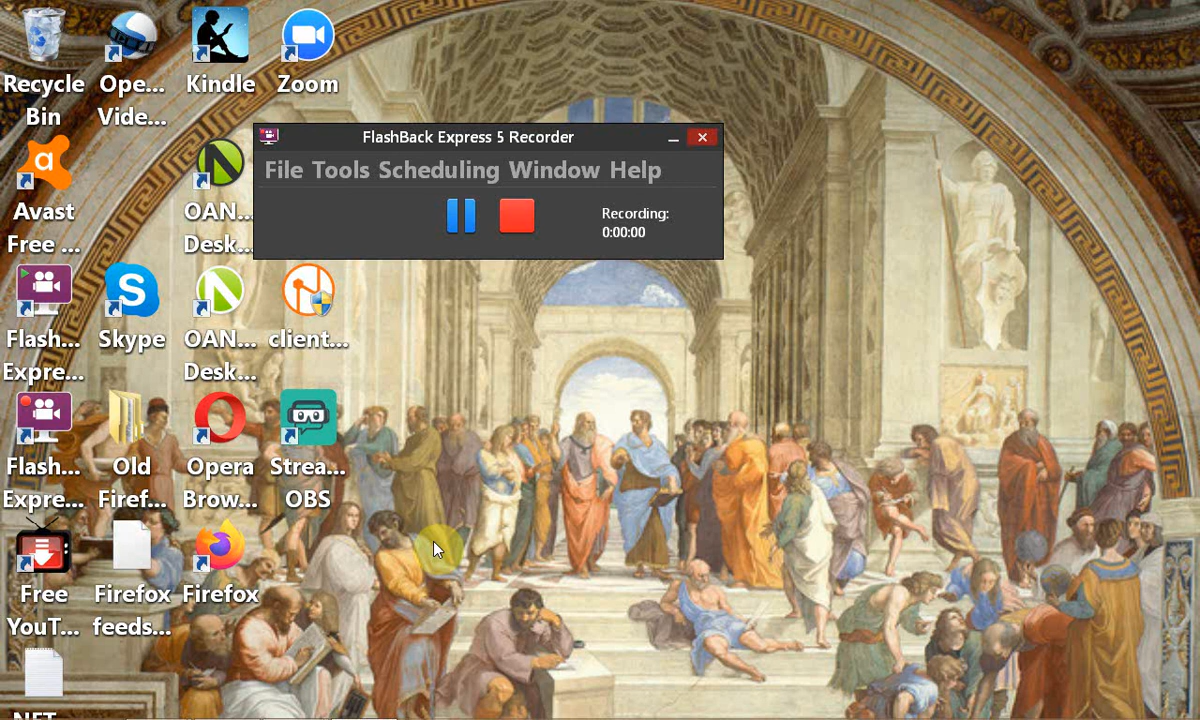 Recycle
Bin
Ope...
Vide...
Kindle
Zoom
FlashBack Express 5 Recorder
File Tools Scheduling Window Help
Recording:
0:00:00
a
Avast
Free ...
OAN...
Desk...
Flash...
Expre...
S
Skype
OAN...
Desk...
client...
Flash...
Expre...
Old
Firef...
Opera
Brow...
Strea...
OBS
Free
YouT...
Firefox
feeds...
Firefox